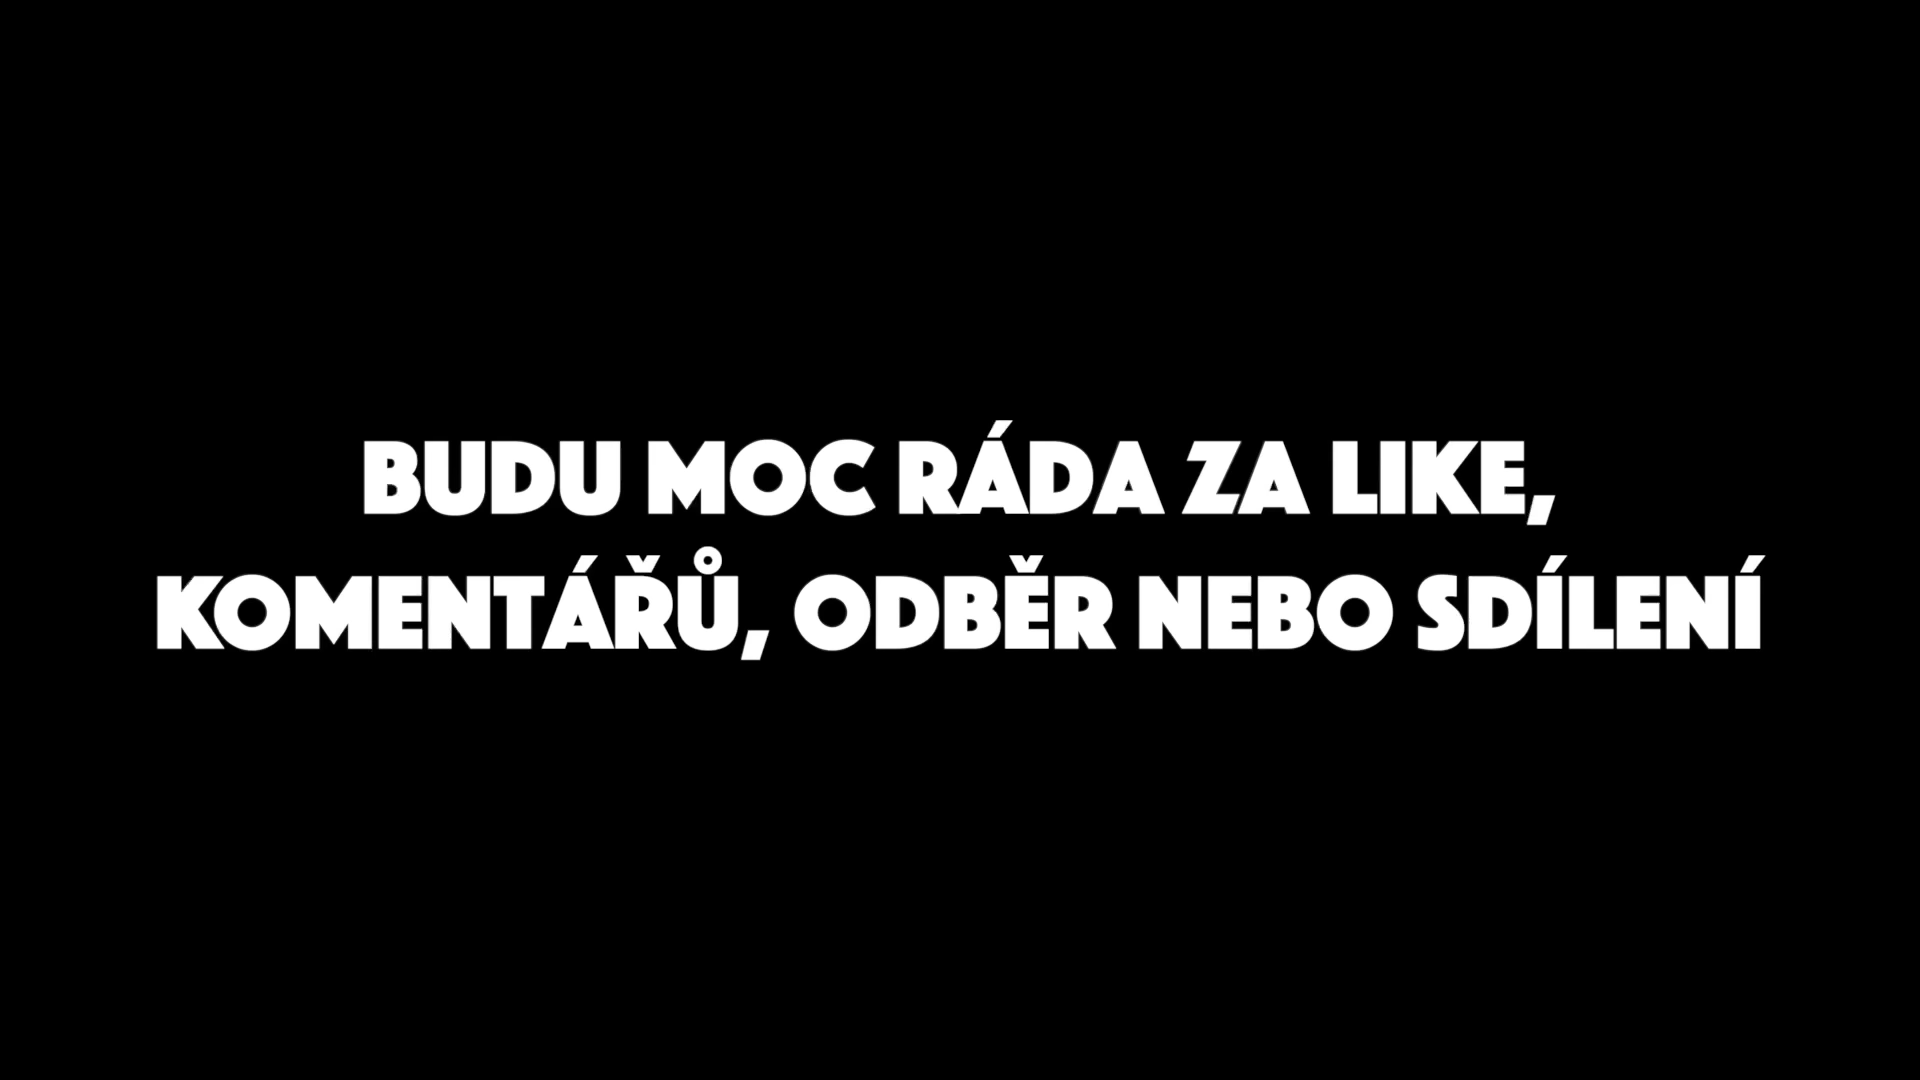 BUDU MOC RÁDA ZA LIKE,
KOMENTÁŘŮ, ODBĚR NEBO SDÍLENÍ